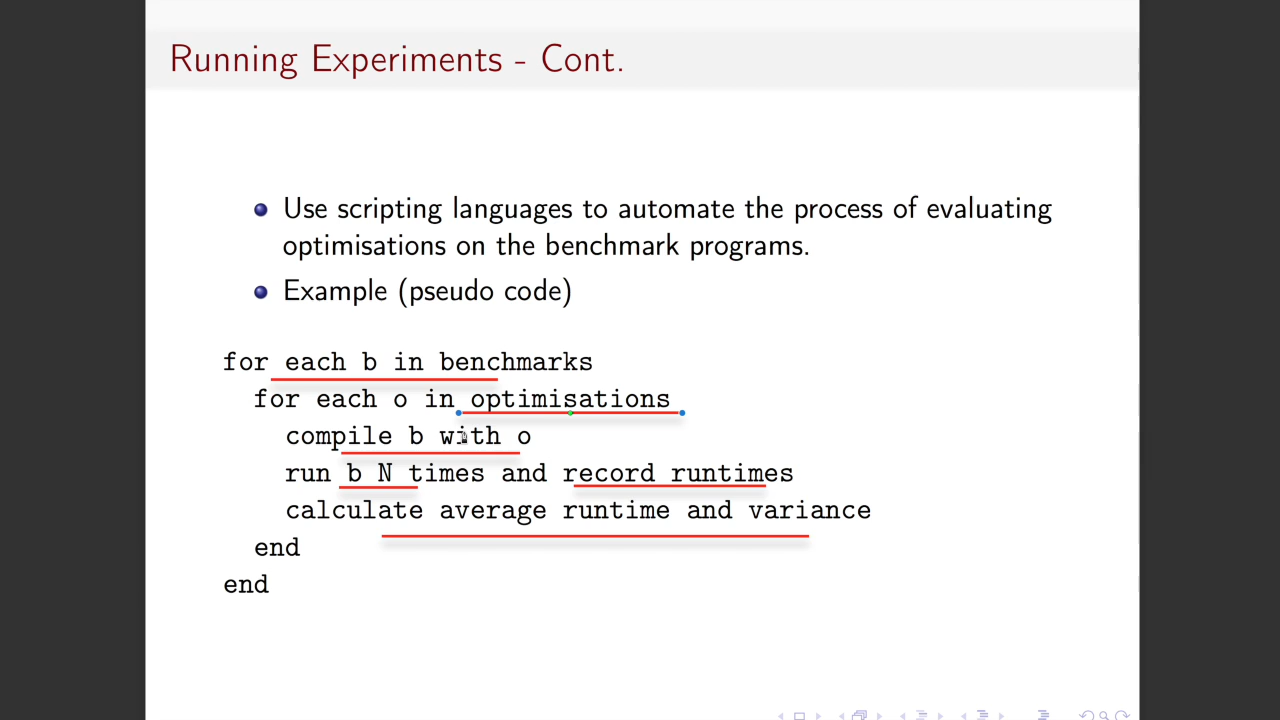 Running Experiments - Cont.
Use scripting languages to automate the process of evaluating
optimisations on the benchmark programs.
Example (pseudo code)
for each b in benchmarks
for each o in optimisations
compile b with o
run b N times and record runtimes
calculate average runtime and variance
end
end